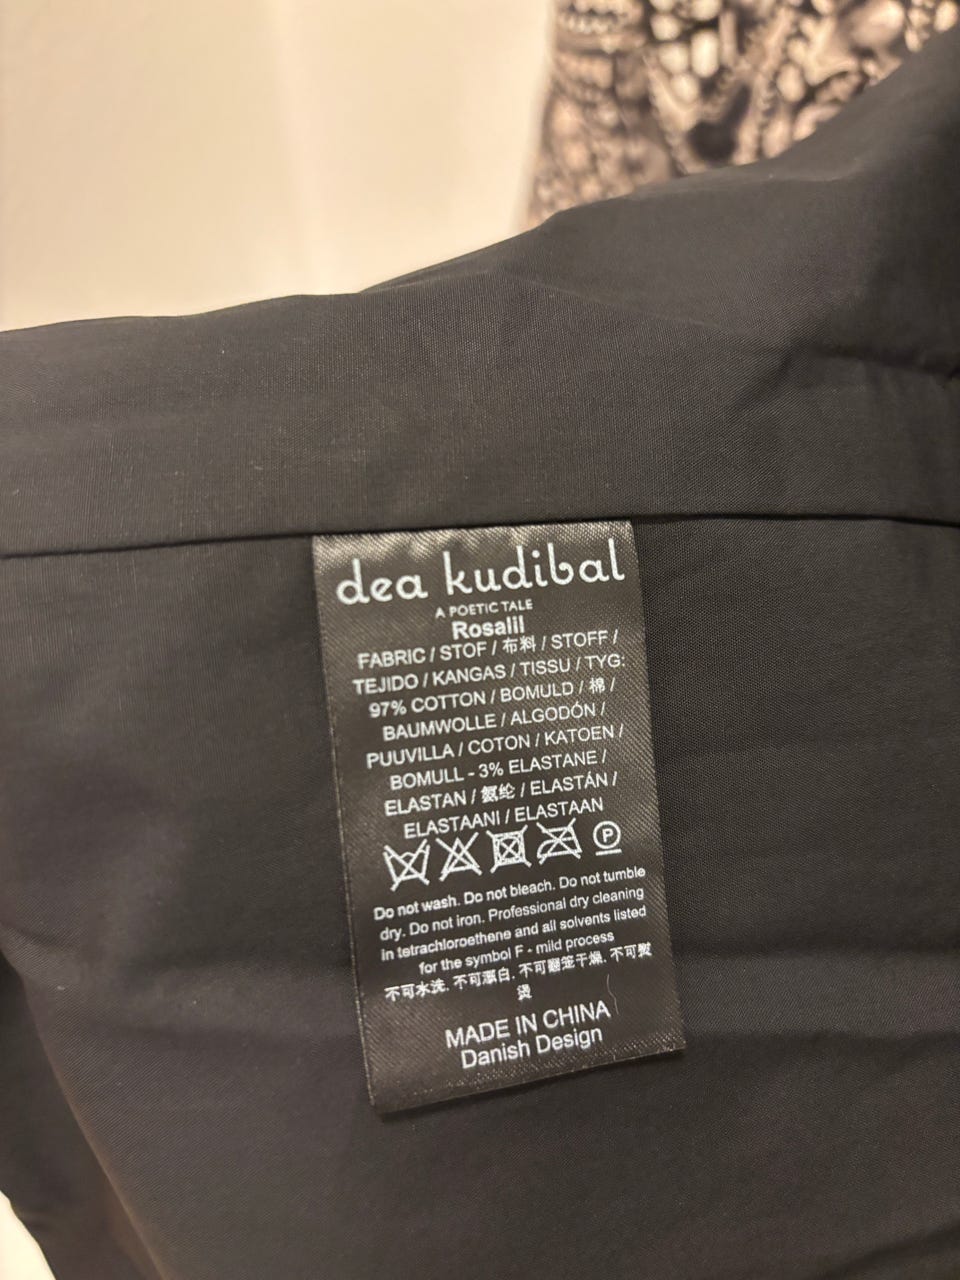 dea kudibal
A POETIC TALE
Rosalil
FABRIC / STOF / 布料 / STOFF /
TEJIDO / KANGAS / TISSU / TYG:
97% COTTON / BOMULD / 棉 /
BAUMWOLLE / ALGODÓN /
PUUVILLA / COTON / KATOEN /
BOMULL - 3% ELASTANE /
ELASTAN / 氨纶 / ELASTÁN /
ELASTAANI / ELASTAAN
P
Do not wash. Do not bleach. Do not tumble
dry. Do not iron. Professional dry cleaning
in tetrachloroethene and all solvents listed
for the symbol F - mild process
不可水洗. 不可漂白. 不可翻笼干燥. 不可熨
烫
MADE IN CHINA
Danish Design